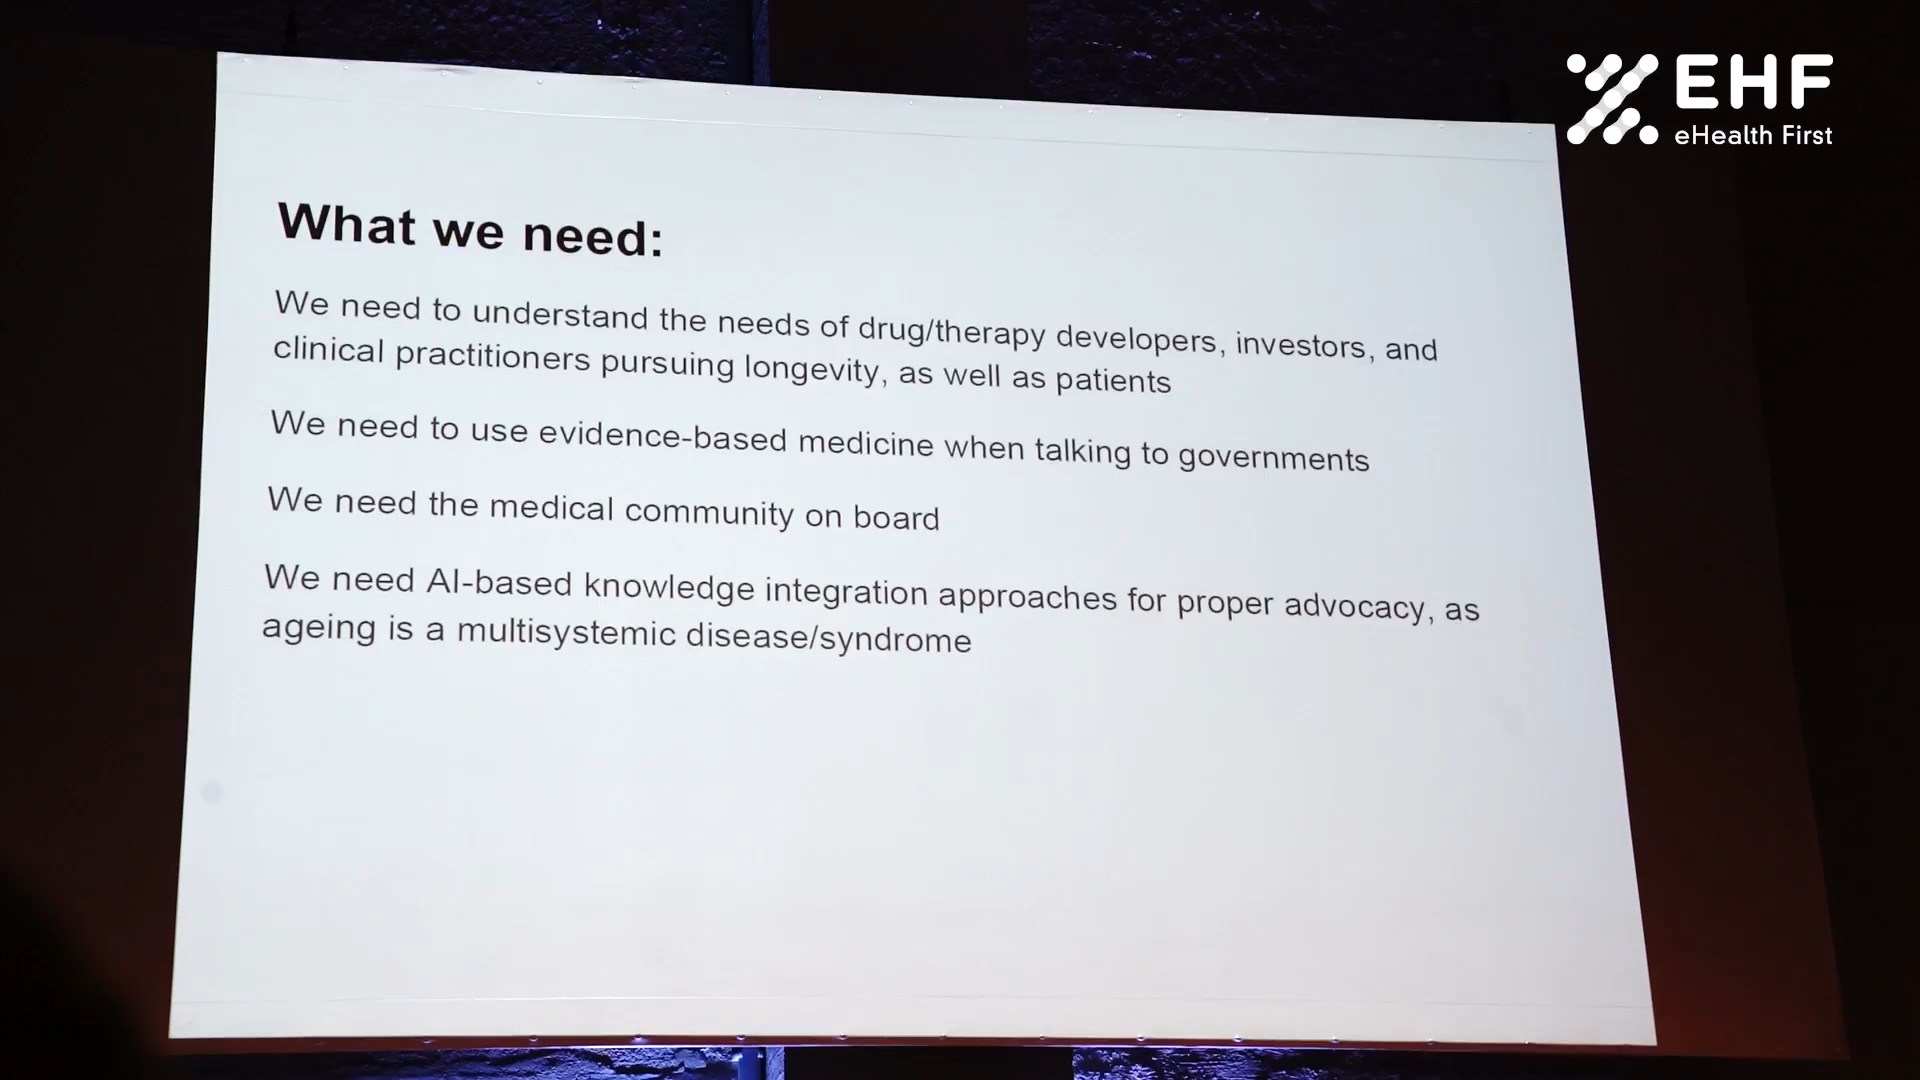 EHF
eHealth First
What we need:
We need to understand the needs of drug/therapy developers, investors, and
clinical practitioners pursuing longevity, as well as patients
We need to use evidence-based medicine when talking to governments
We need the medical community on board
We need AI-based knowledge integration approaches for proper advocacy, as
ageing is a multisystemic disease/syndrome